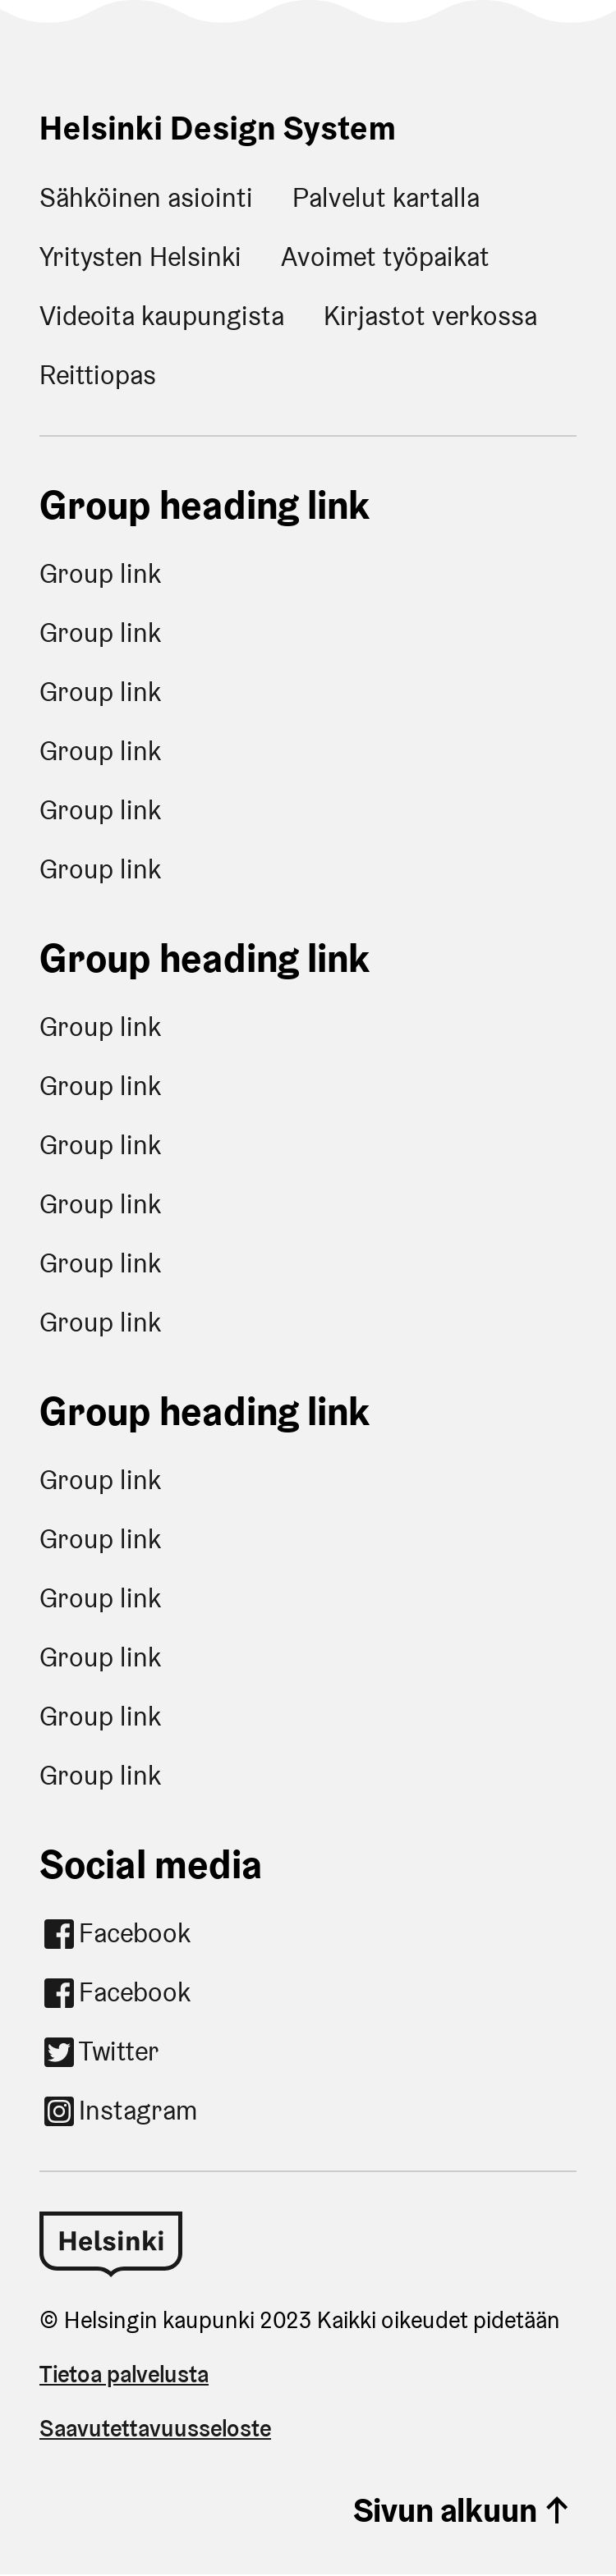 Helsinki Design System
Sähköinen asiointi Palvelut kartalla
Yritysten Helsinki Avoimet työpaikat
Videoita kaupungista Kirjastot verkossa
Reittiopas
Group heading link
Group link
Group link
Group link
Group link
Group link
Group link
Group heading link
Group link
Group link
Group link
Group link
Group link
Group link
Group heading link
Group link
Group link
Group link
Group link
Group link
Group link
Social media
Facebook
Facebook
Twitter
Instagram
Helsinki
© Helsingin kaupunki 2023 Kaikki oikeudet pidetään
Tietoa palvelusta
Saavutettavuusseloste
Sivun alkuun ↑